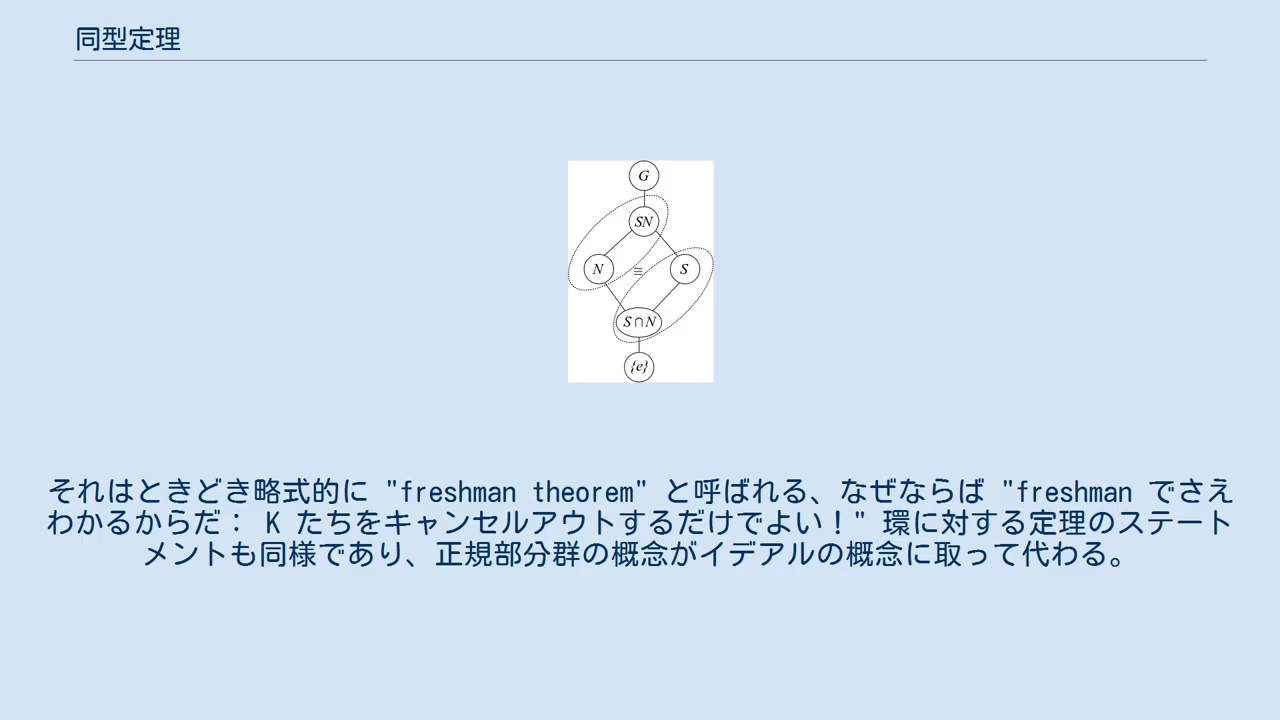 同型定理
G
SN
N
≅
S
S∩N
{e}
それはときどき略式的に "freshman theorem" と呼ばれる、なぜならば "freshman でさえ
わかるからだ： K たちをキャンセルアウトするだけでよい！" 環に対する定理のステート
メントも同様であり、正規部分群の概念がイデアルの概念に取って代わる。